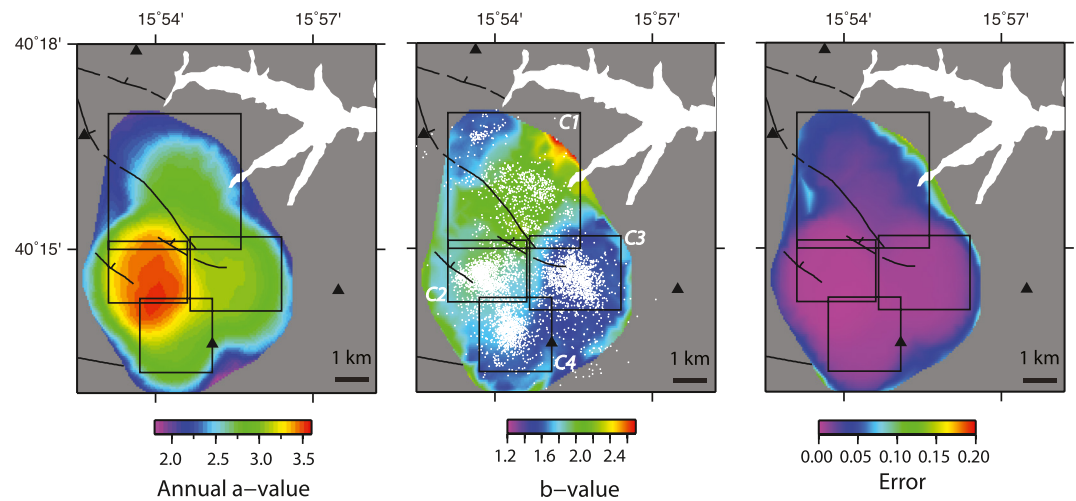 15˚54' 15˚57' 15˚54' 15˚57' 15˚54' 15˚57'
40˚18'
C1
40˚15'
C3
C2
1 km 1 km 1 km
C4
2.0 2.5 3.0 3.5 1.2 1.6 2.0 2.4 0.00 0.05 0.10 0.15 0.20
Annual a−value b−value Error